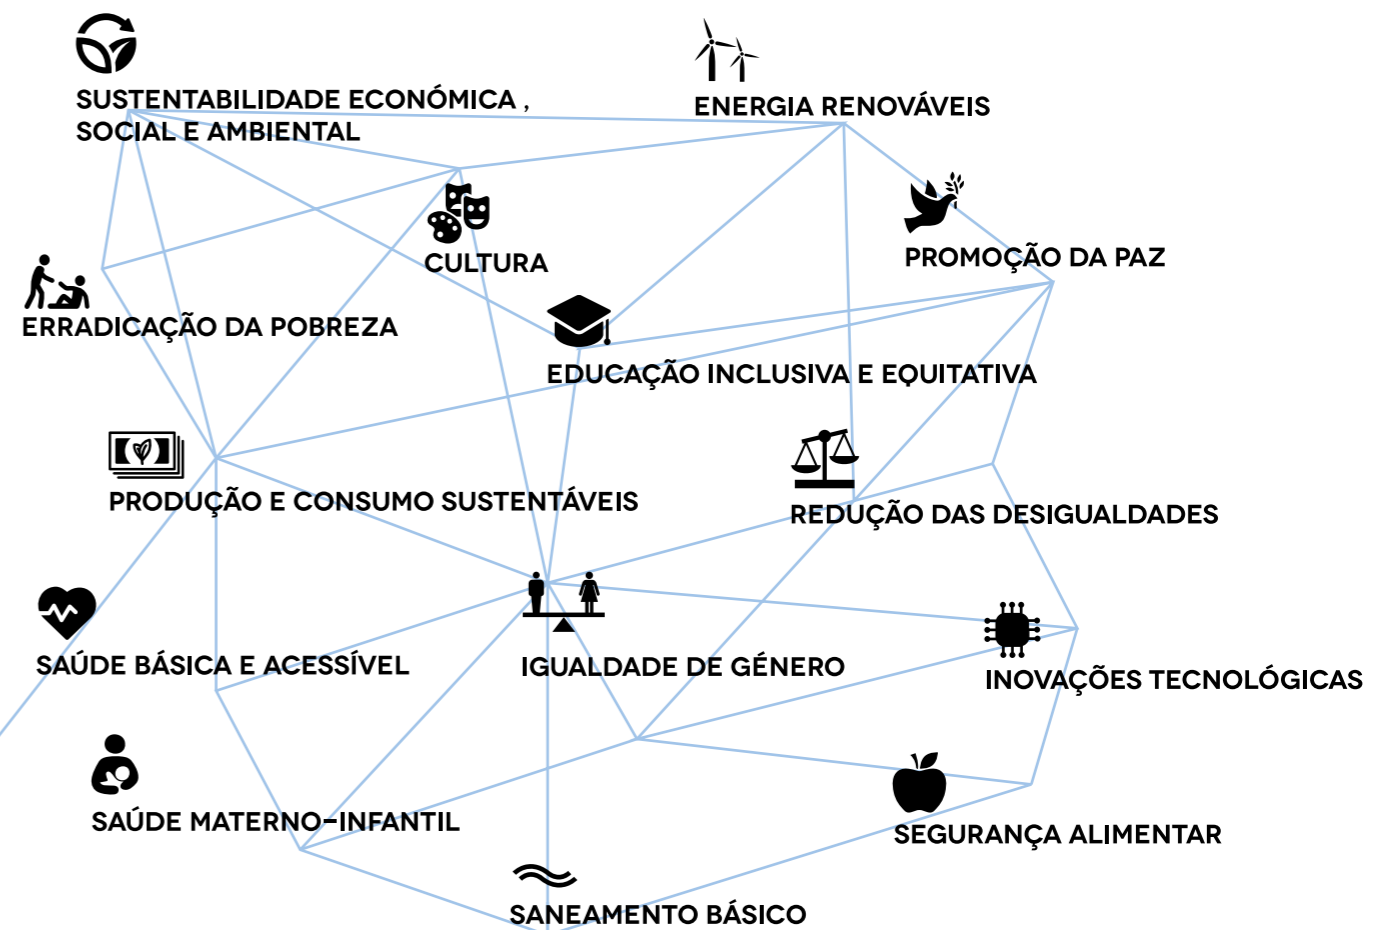 SUSTENTABILIDADE ECONÓMICA ,
SOCIAL E AMBIENTAL
ENERGIA RENOVÁVEIS
CULTURA
PROMOÇÃO DA PAZ
ERRADICAÇÃO DA POBREZA
EDUCAÇÃO INCLUSIVA E EQUITATIVA
PRODUÇÃO E CONSUMO SUSTENTÁVEIS
REDUÇÃO DAS DESIGUALDADES
SAÚDE BÁSICA E ACESSÍVEL
IGUALDADE DE GÉNERO
INOVAÇÕES TECNOLÓGICAS
SAÚDE MATERNO-INFANTIL
SEGURANÇA ALIMENTAR
SANEAMENTO BÁSICO